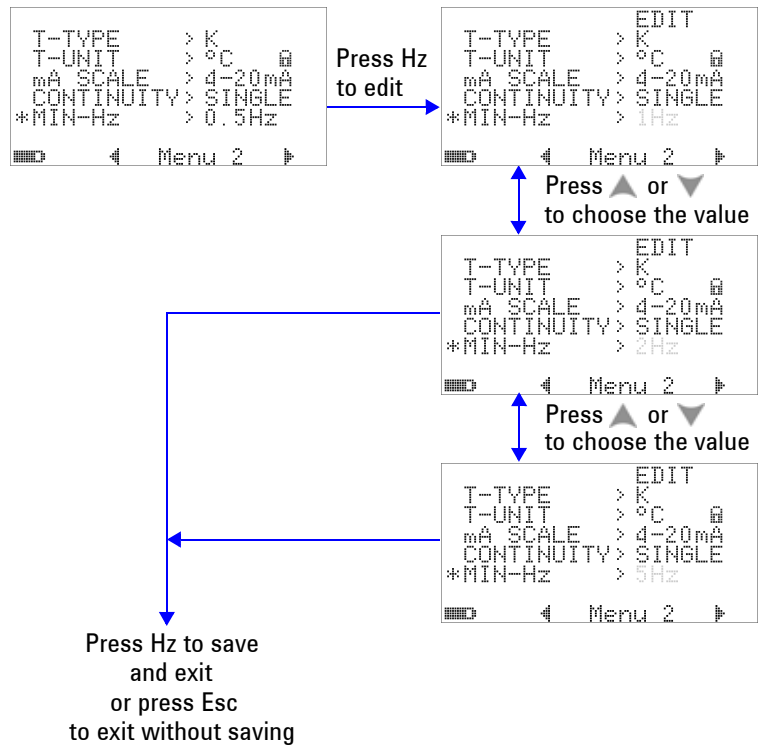 T-TYPE > K
T-UNIT > °C
mA SCALE > 4-20mA
CONTINUITY> SINGLE
*MIN-Hz > 0.5Hz
Menu 2
Press Hz
to edit
EDIT
T-TYPE > K
T-UNIT > °C
mA SCALE > 4-20mA
CONTINUITY> SINGLE
*MIN-Hz > 1Hz
Menu 2
Press or
to choose the value
EDIT
T-TYPE > K
T-UNIT > °C
mA SCALE > 4-20mA
CONTINUITY> SINGLE
*MIN-Hz > 2Hz
Menu 2
Press or
to choose the value
EDIT
T-TYPE > K
T-UNIT > °C
mA SCALE > 4-20mA
CONTINUITY> SINGLE
*MIN-Hz > 5Hz
Menu 2
Press Hz to save
and exit
or press Esc
to exit without saving